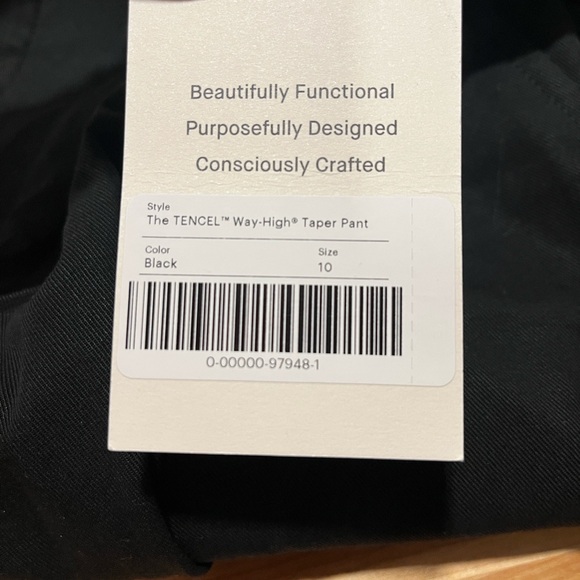 Beautifully Functional
Purposefully Designed
Consciously Crafted
Style
The TENCEL™ Way-High® Taper Pant
Color Size
Black 10
0-00000-97948-1